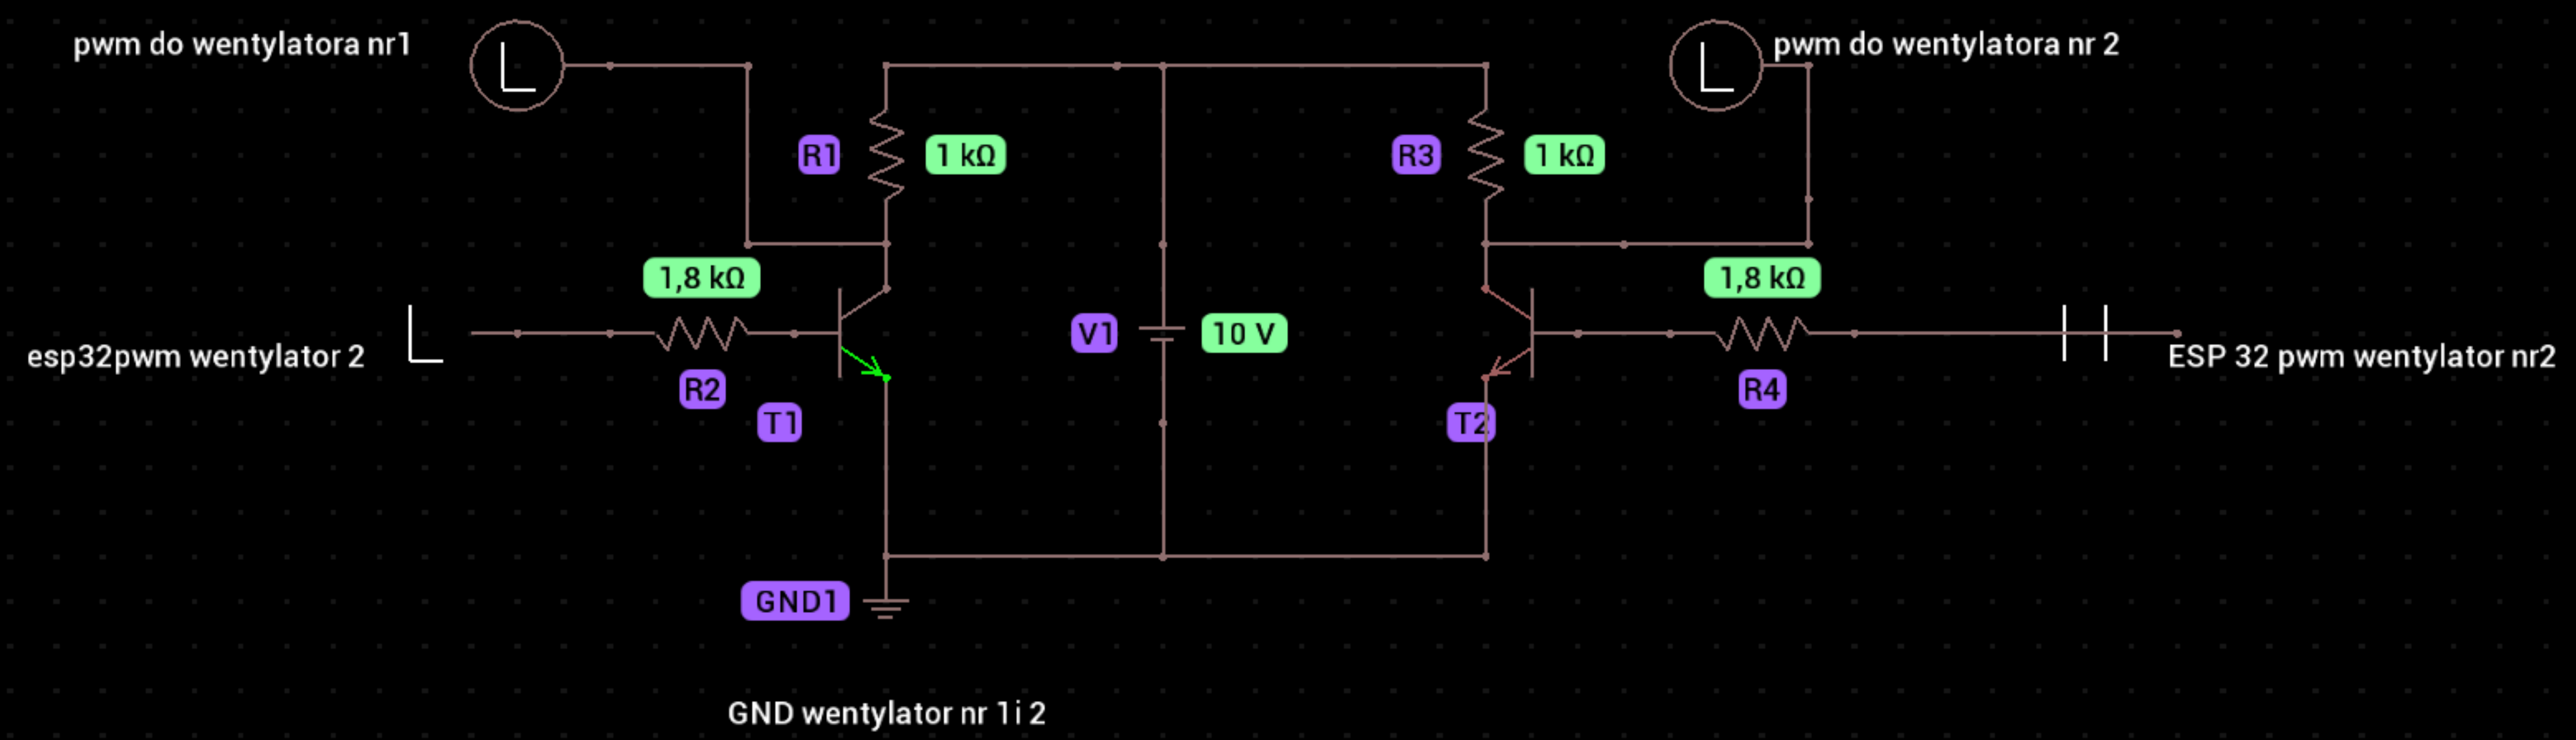 pwm do wentylatora nr1
pwm do wentylatora nr 2
R1
1 kΩ
R3
1 kΩ
1,8 kΩ
1,8 kΩ
esp32pwm wentylator 2
V1
10 V
ESP 32 pwm wentylator nr2
R2
R4
T1
T2
GND1
GND wentylator nr 1i 2